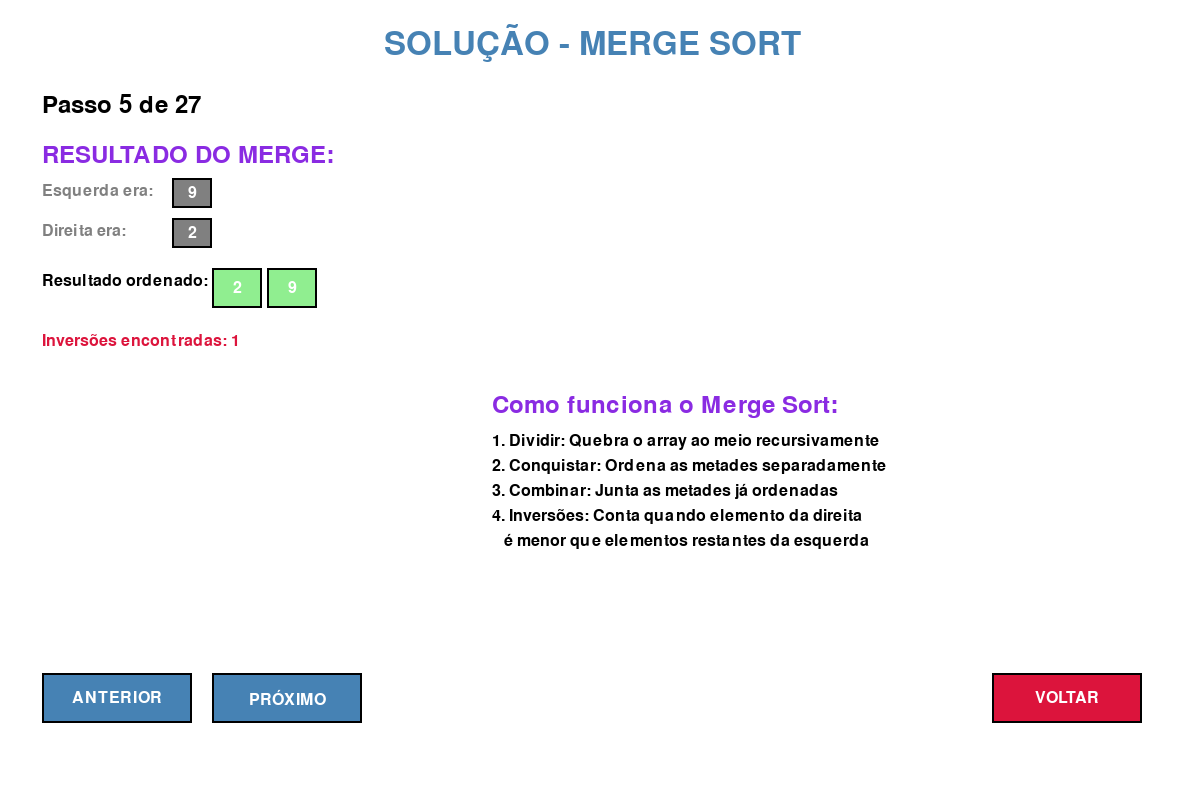 SOLUÇÃO - MERGE SORT
Passo 5 de 27
RESULTADO DO MERGE:
Esquerda era: 9
Direita era: 2
Resultado ordenado: 2 9
Inversões encontradas: 1
Como funciona o Merge Sort:
1. Dividir: Quebra o array ao meio recursivamente
2. Conquistar: Ordena as metades separadamente
3. Combinar: Junta as metades já ordenadas
4. Inversões: Conta quando elemento da direita
é menor que elementos restantes da esquerda
ANTERIOR PRÓXIMO VOLTAR